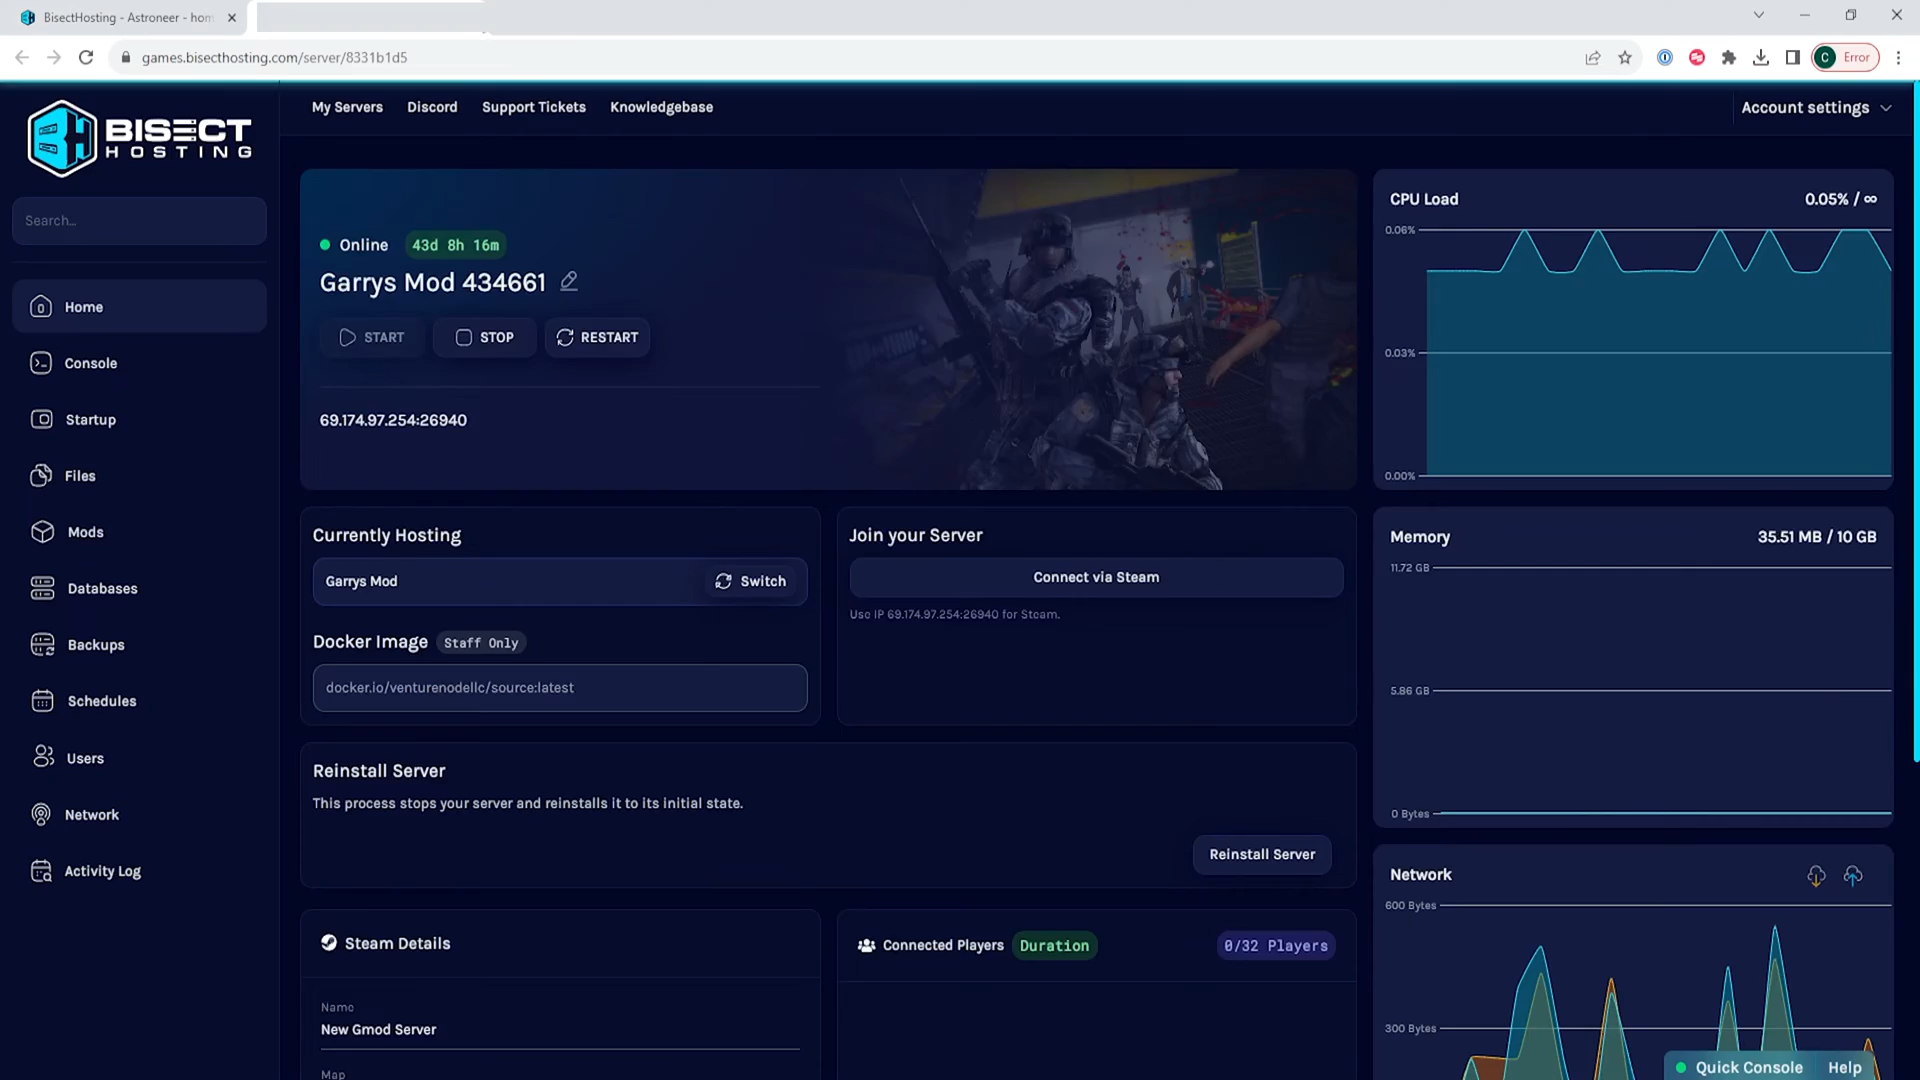 BisectHosting - Astroneer - hom
games.bisecthosting.com/server/8331b1d5
C Error
BISECT
HOSTING
My Servers Discord Support Tickets Knowledgebase
Account settings
Search...
Home
Console
Startup
Files
Mods
Databases
Backups
Schedules
Users
Network
Activity Log
Online 43d 8h 16m
Garrys Mod 434661
START STOP RESTART
69.174.97.254:26940
Currently Hosting
Garrys Mod Switch
Docker Image Staff Only
docker.io/venturenodellc/source:latest
Join your Server
Connect via Steam
Use IP 69.174.97.254:26940 for Steam.
Reinstall Server
This process stops your server and reinstalls it to its initial state.
Reinstall Server
Steam Details
Name
New Gmod Server
Map
Connected Players Duration 0/32 Players
CPU Load 0.05% / ∞
0.06%
0.03%
0.00%
Memory 35.51 MB / 10 GB
11.72 GB
5.86 GB
0 Bytes
Network
600 Bytes
300 Bytes
Quick Console Help